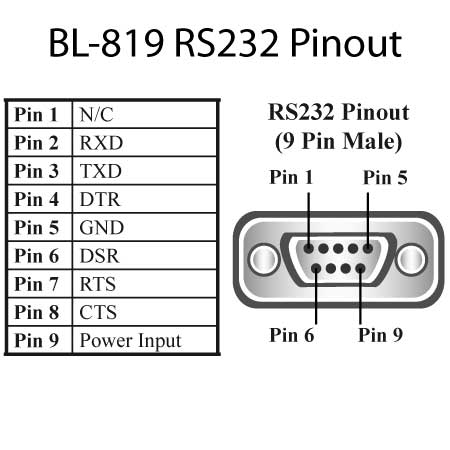 BL-819 RS232 Pinout
Pin 1 N/C
Pin 2 RXD
Pin 3 TXD
Pin 4 DTR
Pin 5 GND
Pin 6 DSR
Pin 7 RTS
Pin 8 CTS
Pin 9 Power Input
RS232 Pinout
(9 Pin Male)
Pin 1 Pin 5
Pin 6 Pin 9